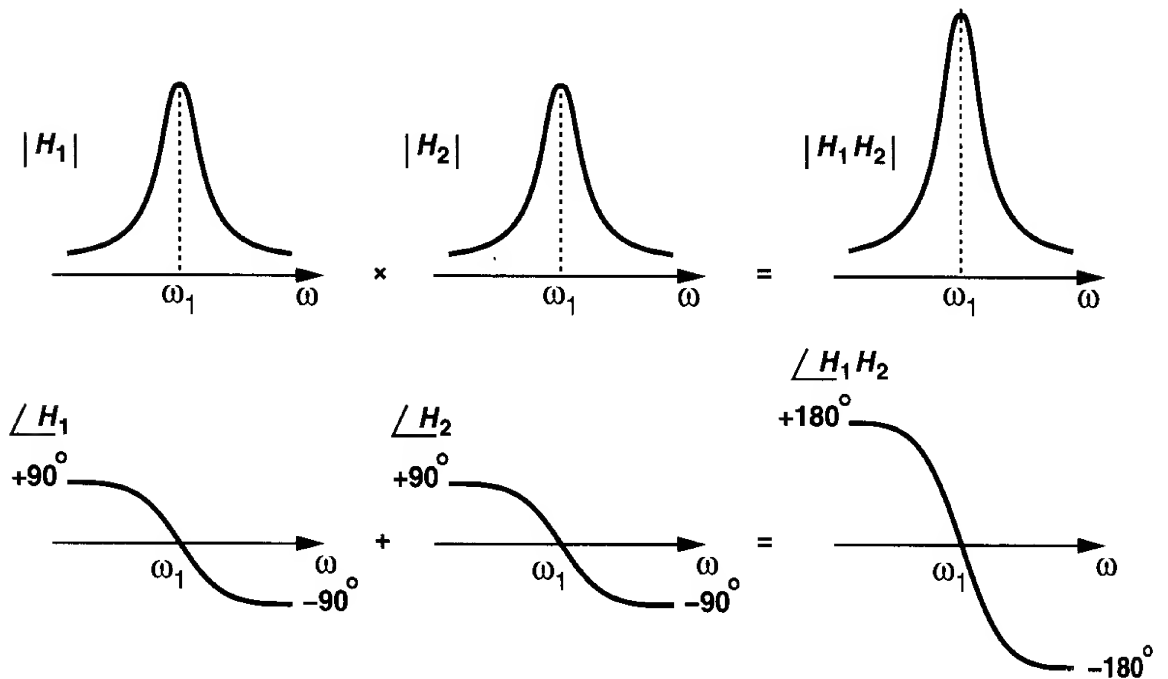 |H₁|
|H₂|
|H₁H₂|
×
=
ω₁
ω
ω₁
ω
ω₁
ω
∠H₁
∠H₂
∠H₁H₂
+90°
+90°
+180°
+
=
ω₁
ω
ω₁
ω
ω₁
ω
−90°
−90°
−180°